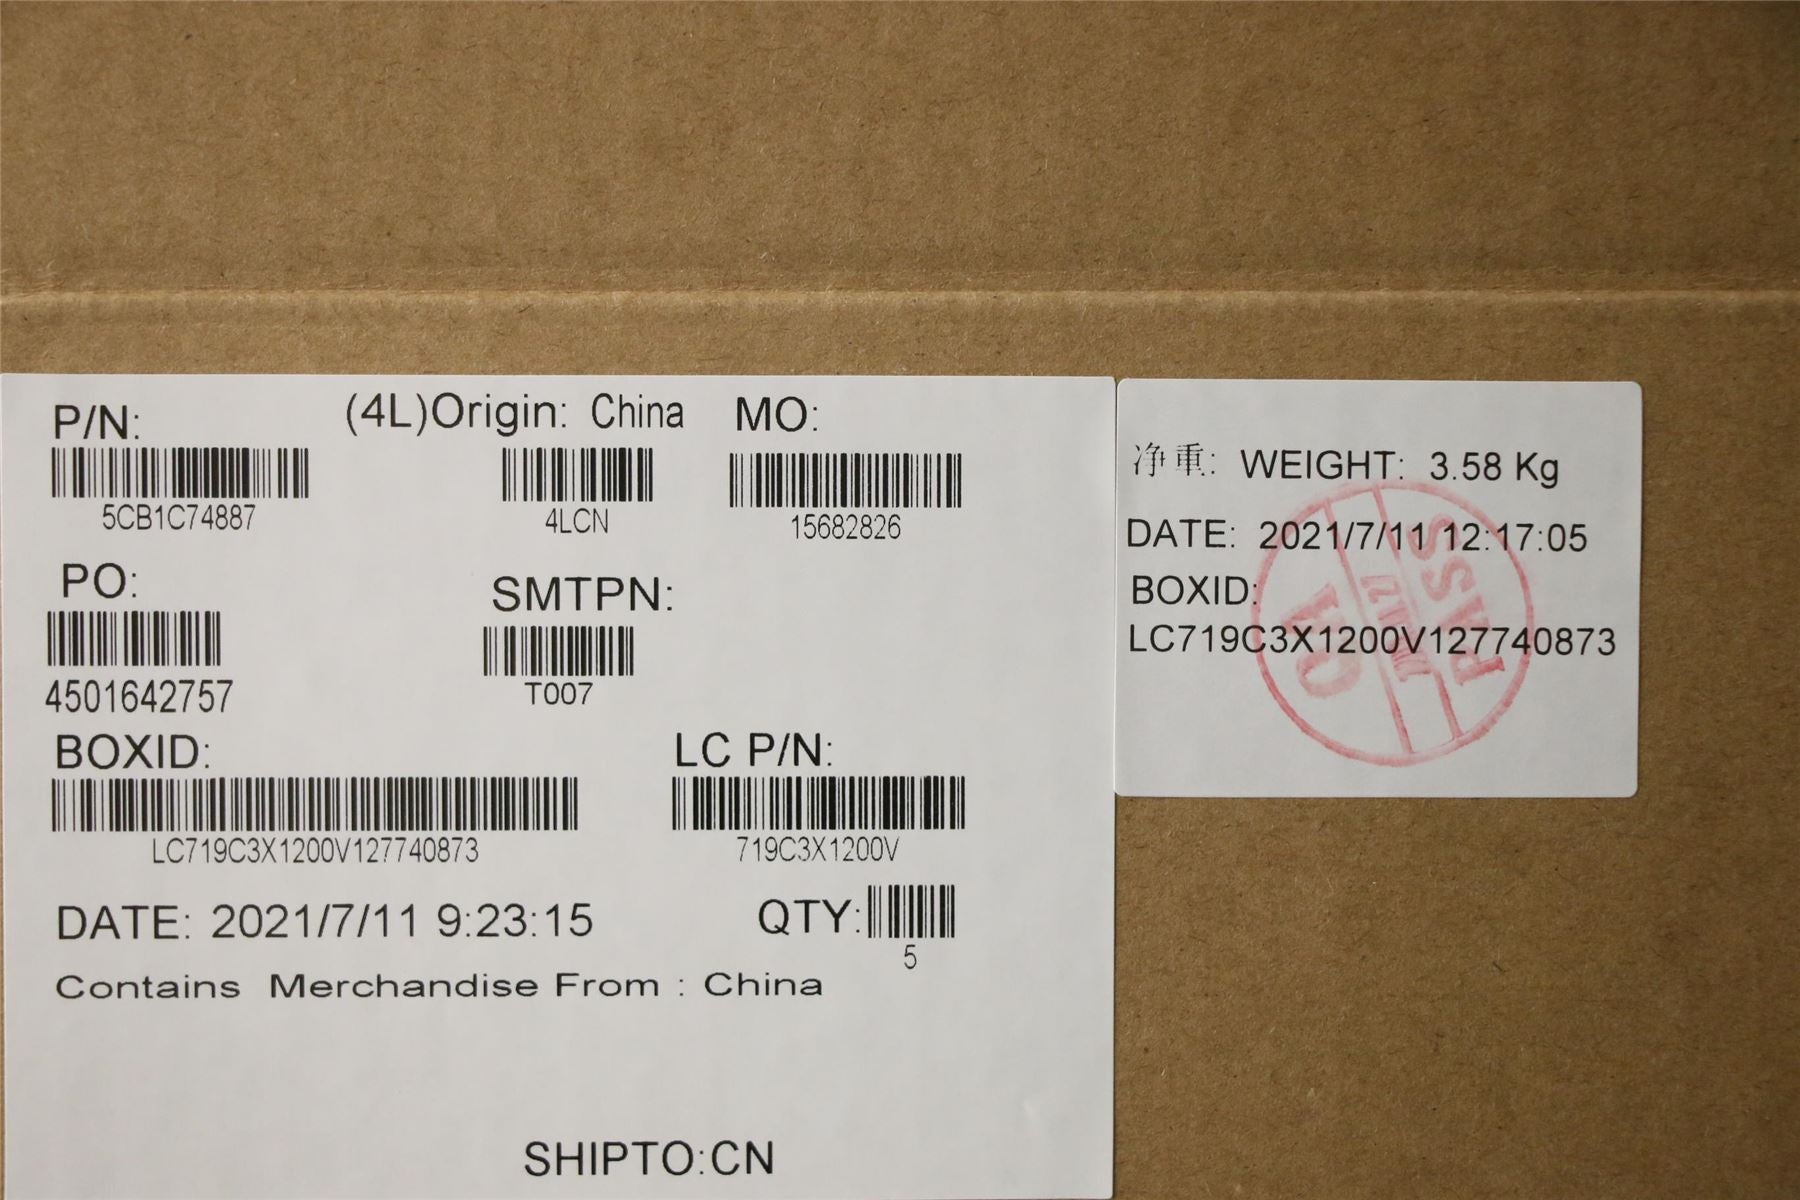 P/N:
5CB1C74887
(4L)Origin: China
4LCN
MO:
15682826
PO:
4501642757
SMTPN:
T007
BOXID:
LC719C3X1200V127740873
LC P/N:
719C3X1200V
DATE: 2021/7/11 9:23:15
QTY:
5
Contains Merchandise From : China
SHIPTO:CN
净重: WEIGHT: 3.58 Kg
DATE: 2021/7/11 12:17:05
BOXID:
LC719C3X1200V127740873
PASS